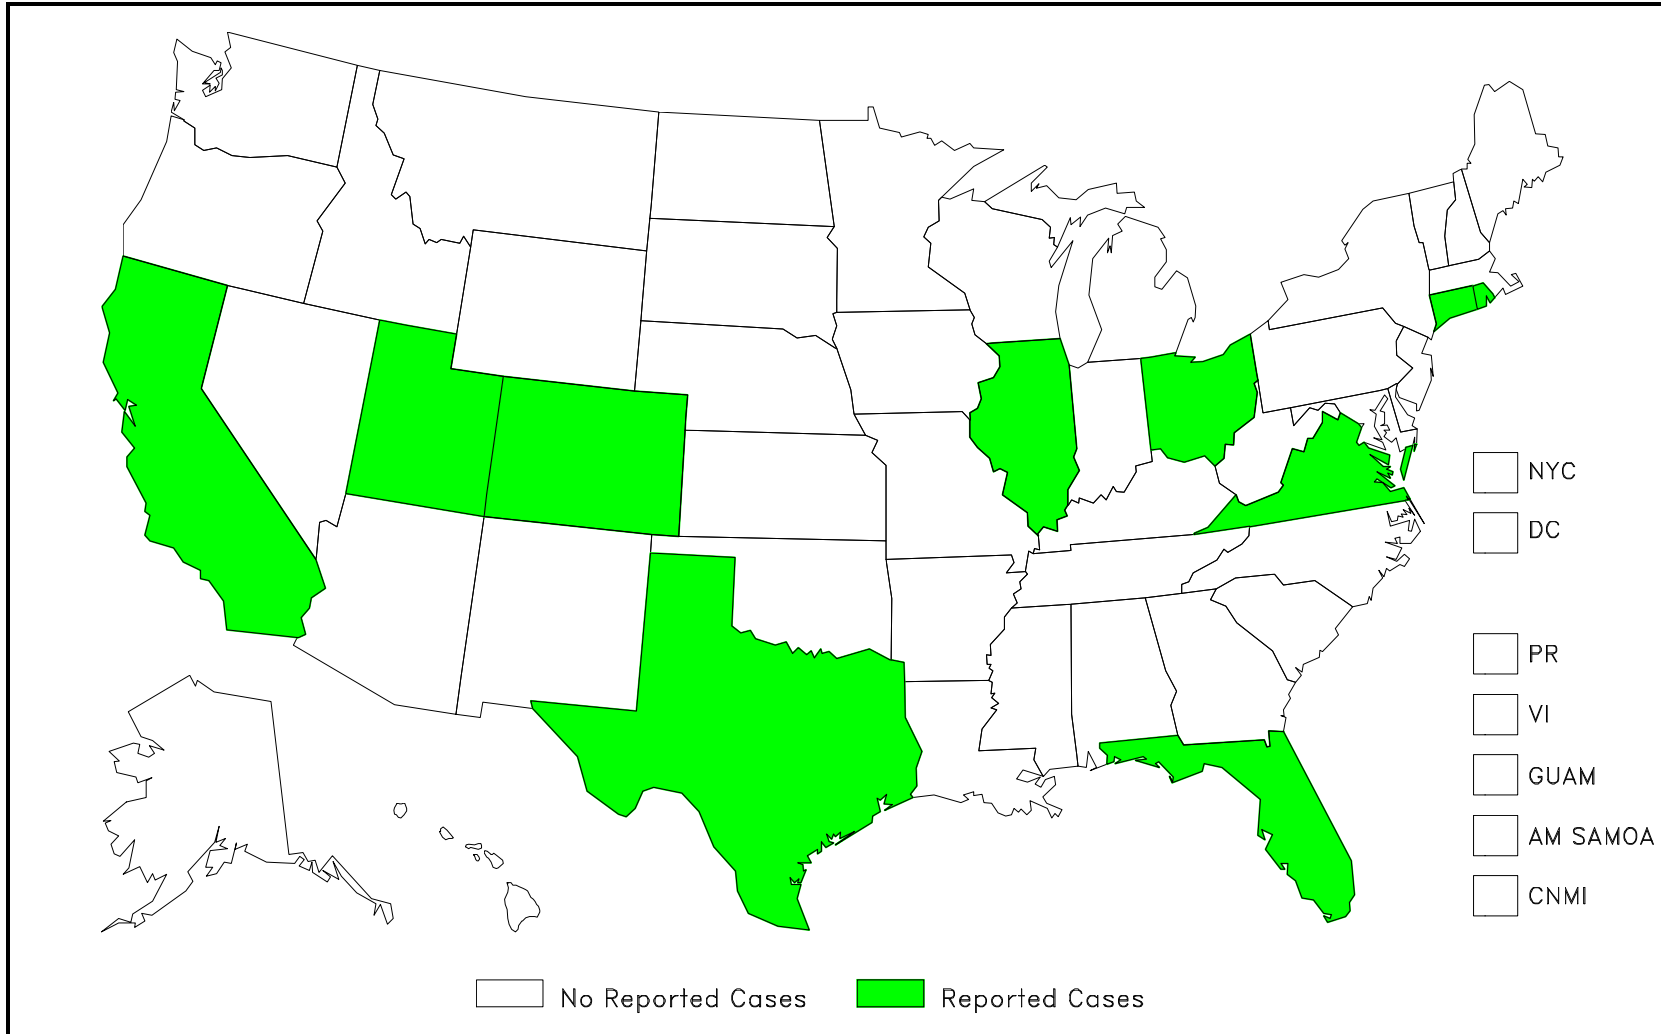 NYC
DC
PR
VI
GUAM
AM SAMOA
CNMI
No Reported Cases
Reported Cases